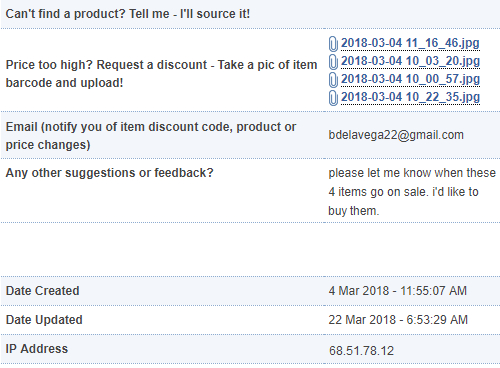 Can't find a product? Tell me - I'll source it!
Price too high? Request a discount - Take a pic of item
barcode and upload!
2018-03-04 11_16_46.jpg
2018-03-04 10_03_20.jpg
2018-03-04 10_00_57.jpg
2018-03-04 10_22_35.jpg
Email (notify you of item discount code, product or
price changes)
bdelavega22@gmail.com
Any other suggestions or feedback?
please let me know when these
4 items go on sale. i'd like to
buy them.
Date Created
4 Mar 2018 - 11:55:07 AM
Date Updated
22 Mar 2018 - 6:53:29 AM
IP Address
68.51.78.12